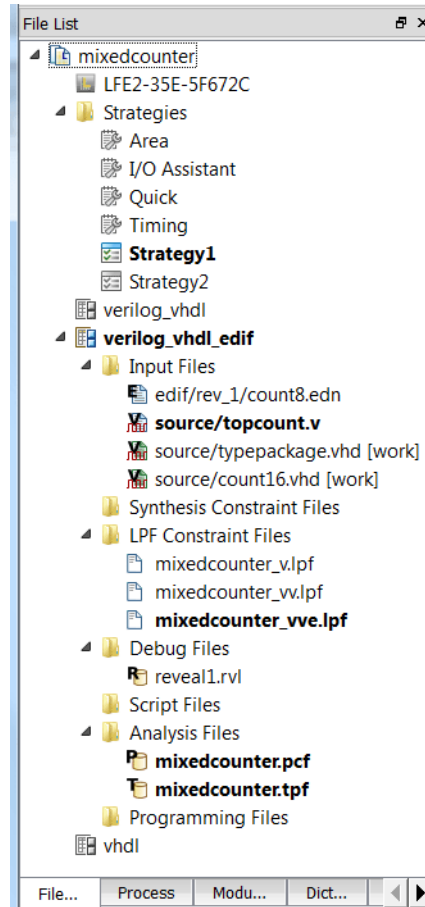 File List
mixedcounter
LFE2-35E-5F672C
Strategies
Area
I/O Assistant
Quick
Timing
Strategy1
Strategy2
verilog_vhdl
verilog_vhdl_edif
Input Files
edif/rev_1/count8.edn
source/topcount.v
source/typepackage.vhd [work]
source/count16.vhd [work]
Synthesis Constraint Files
LPF Constraint Files
mixedcounter_v.lpf
mixedcounter_vv.lpf
mixedcounter_vve.lpf
Debug Files
reveal1.rvl
Script Files
Analysis Files
mixedcounter.pcf
mixedcounter.tpf
Programming Files
vhdl
File... Process Modu... Dict...